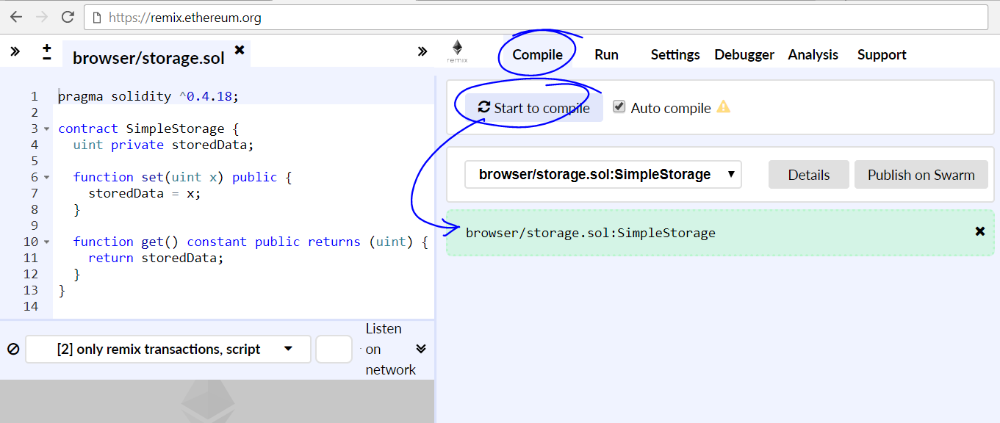 https://remix.ethereum.org
browser/storage.sol
remix
Compile Run Settings Debugger Analysis Support
1 pragma solidity ^0.4.18;
2
3 contract SimpleStorage {
4 uint private storedData;
5
6 function set(uint x) public {
7 storedData = x;
8 }
9
10 function get() constant public returns (uint) {
11 return storedData;
12 }
13 }
14
Start to compile Auto compile
browser/storage.sol:SimpleStorage Details Publish on Swarm
browser/storage.sol:SimpleStorage
[2] only remix transactions, script
Listen
on
network